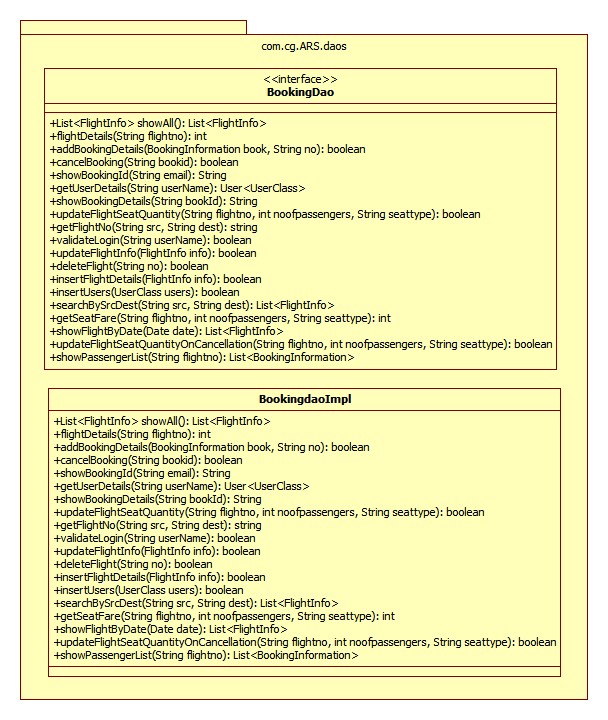 com.cg.ARS.daos
<<interface>>
BookingDao
+List<FlightInfo> showAll(): List<FlightInfo>
+flightDetails(String flightno): int
+addBookingDetails(BookingInformation book, String no): boolean
+cancelBooking(String bookid): boolean
+showBookingId(String email): String
+getUserDetails(String userName): User<UserClass>
+showBookingDetails(String bookId): String
+updateFlightSeatQuantity(String flightno, int noofpassengers, String seattype): boolean
+getFlightNo(String src, String dest): string
+validateLogin(String userName): boolean
+updateFlightInfo(FlightInfo info): boolean
+deleteFlight(String no): boolean
+insertFlightDetails(FlightInfo info): boolean
+insertUsers(UserClass users): boolean
+searchBySrcDest(String src, String dest): List<FlightInfo>
+getSeatFare(String flightno, int noofpassengers, String seattype): int
+showFlightByDate(Date date): List<FlightInfo>
+updateFlightSeatQuantityOnCancellation(String flightno, int noofpassengers, String seattype): boolean
+showPassengerList(String flightno): List<BookingInformation>
BookingdaoImpl
+List<FlightInfo> showAll(): List<FlightInfo>
+flightDetails(String flightno): int
+addBookingDetails(BookingInformation book, String no): boolean
+cancelBooking(String bookid): boolean
+showBookingId(String email): String
+getUserDetails(String userName): User<UserClass>
+showBookingDetails(String bookId): String
+updateFlightSeatQuantity(String flightno, int noofpassengers, String seattype): boolean
+getFlightNo(String src, String dest): string
+validateLogin(String userName): boolean
+updateFlightInfo(FlightInfo info): boolean
+deleteFlight(String no): boolean
+insertFlightDetails(FlightInfo info): boolean
+insertUsers(UserClass users): boolean
+searchBySrcDest(String src, String dest): List<FlightInfo>
+getSeatFare(String flightno, int noofpassengers, String seattype): int
+showFlightByDate(Date date): List<FlightInfo>
+updateFlightSeatQuantityOnCancellation(String flightno, int noofpassengers, String seattype): boolean
+showPassengerList(String flightno): List<BookingInformation>